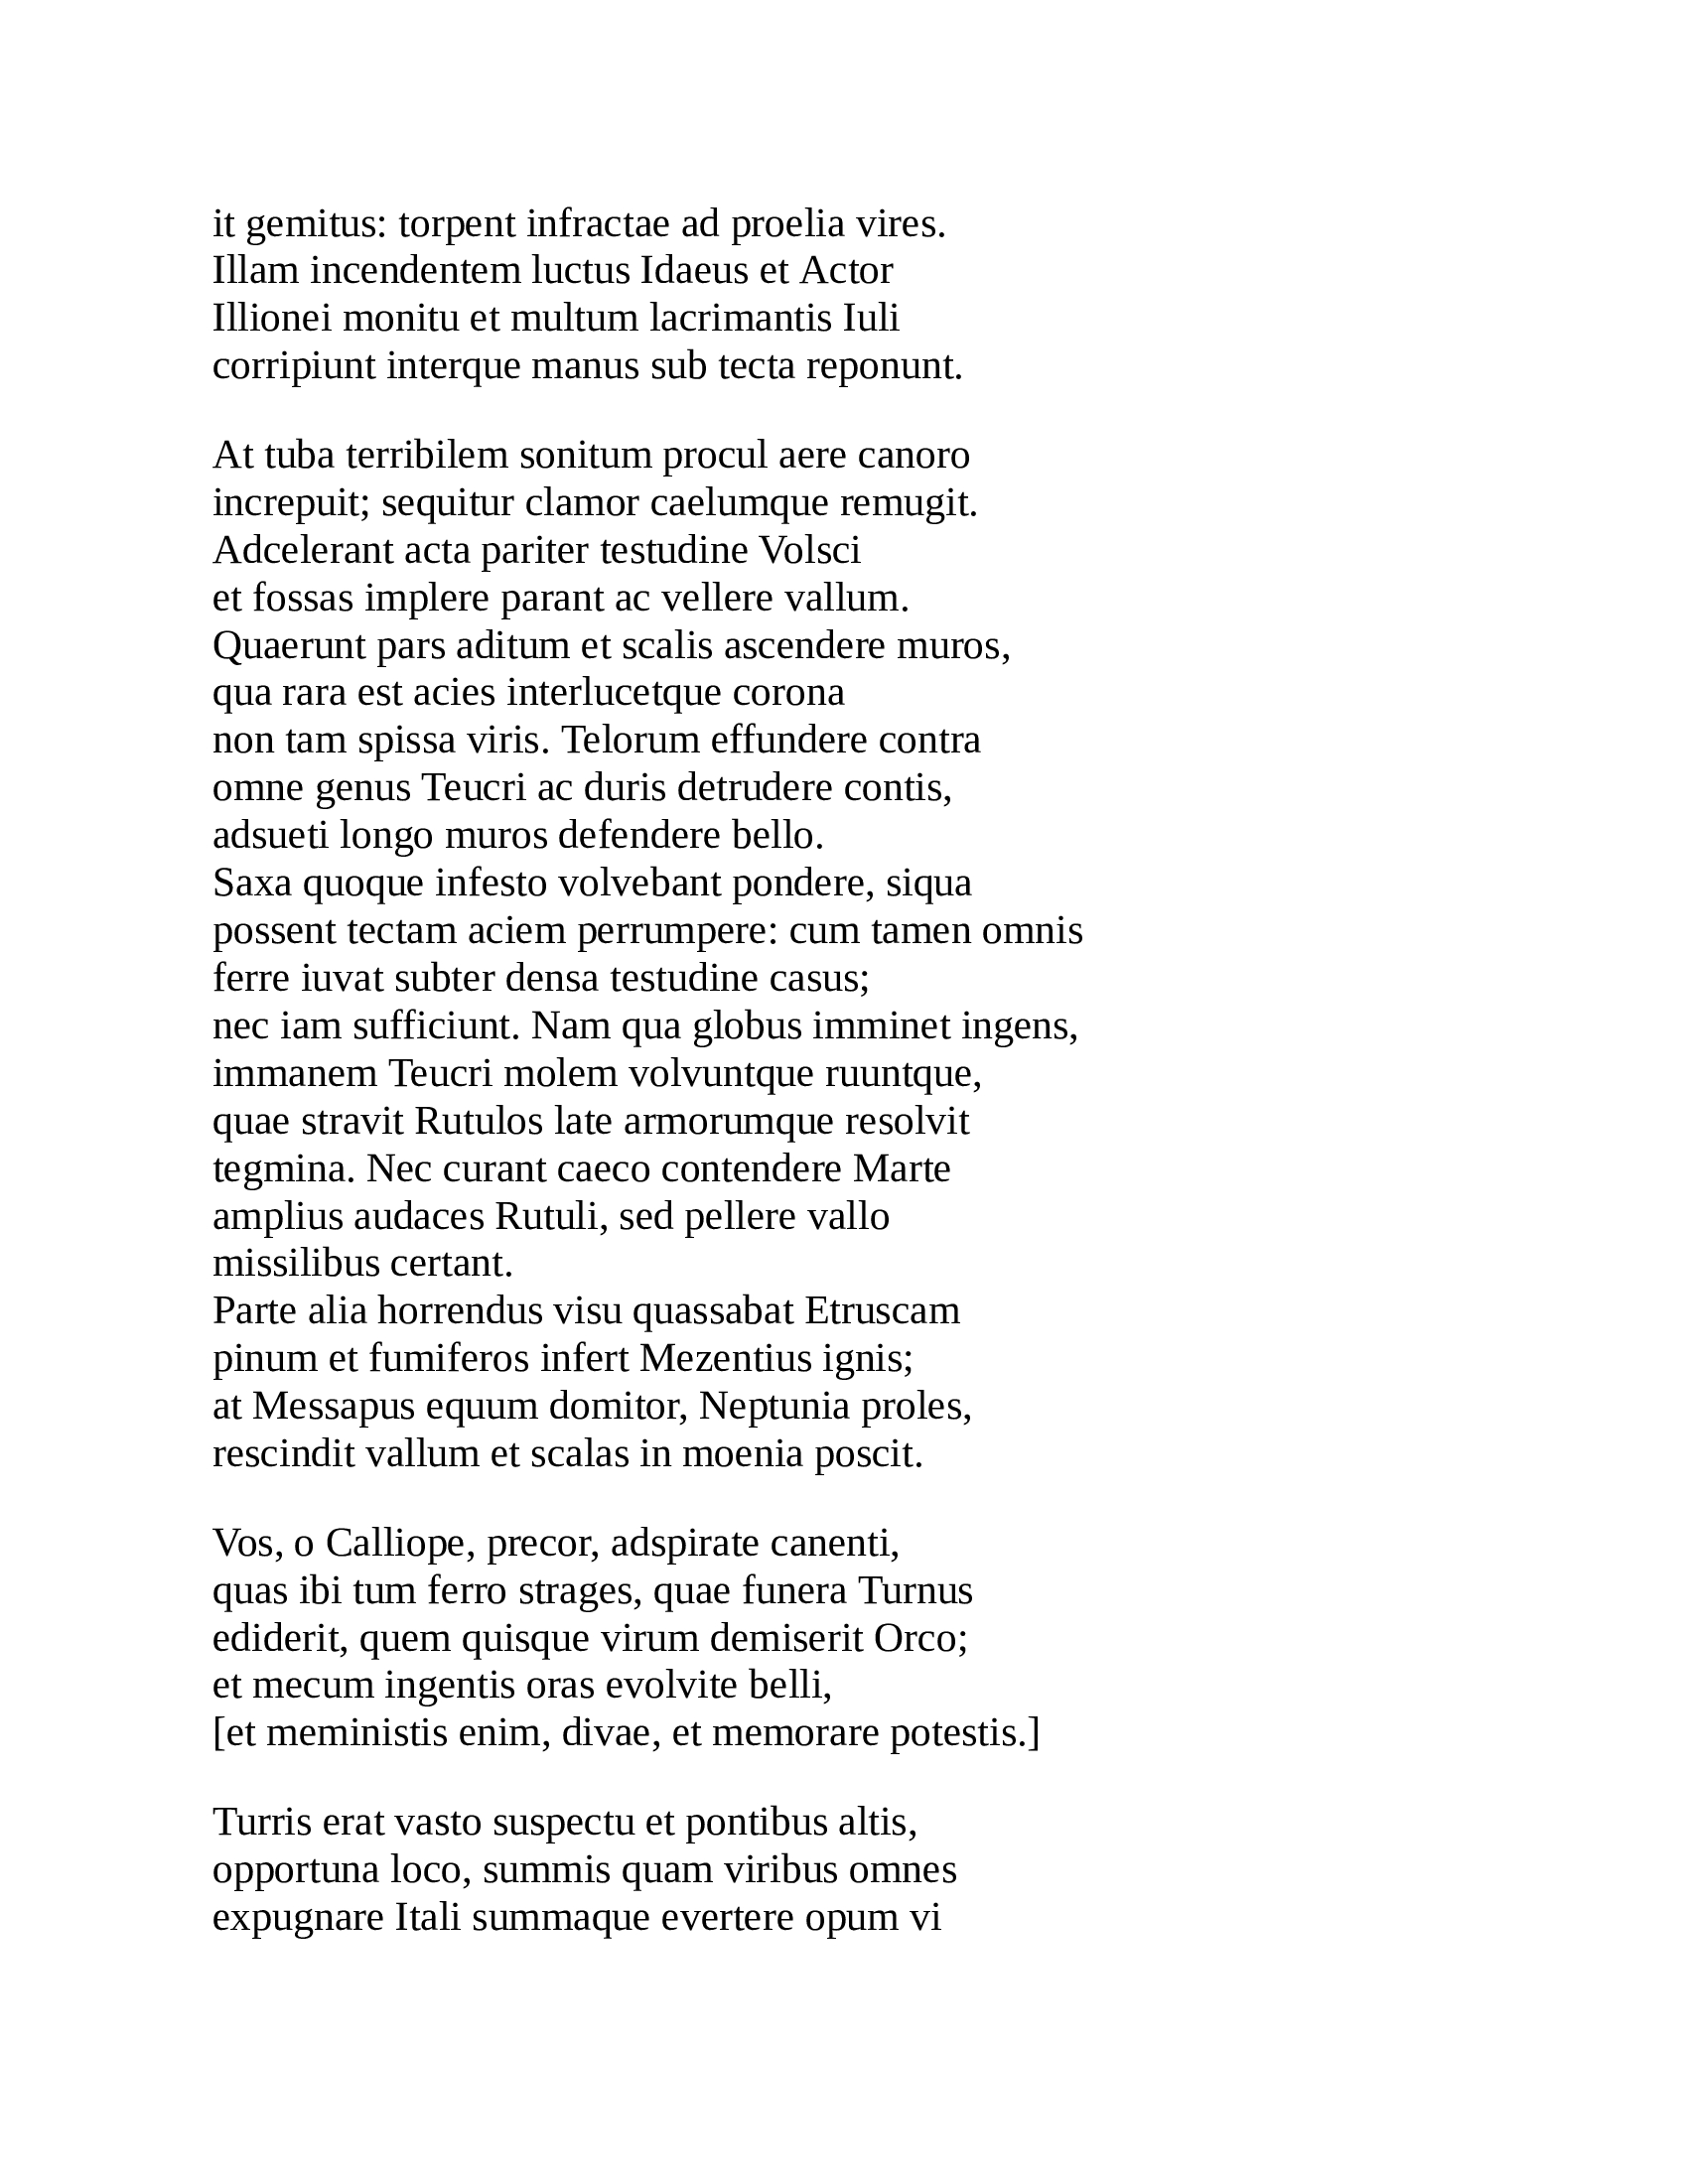 it gemitus: torpent infractae ad proelia vires.
Illam incendentem luctus Idaeus et Actor
Illionei monitu et multum lacrimantis Iuli
corripiunt interque manus sub tecta reponunt.

At tuba terribilem sonitum procul aere canoro
increpuit; sequitur clamor caelumque remugit.
Adcelerant acta pariter testudine Volsci
et fossas implere parant ac vellere vallum.
Quaerunt pars aditum et scalis ascendere muros,
qua rara est acies interlucetque corona
non tam spissa viris. Telorum effundere contra
omne genus Teucri ac duris detrudere contis,
adsueti longo muros defendere bello.
Saxa quoque infesto volvebant pondere, siqua
possent tectam aciem perrumpere: cum tamen omnis
ferre iuvat subter densa testudine casus;
nec iam sufficiunt. Nam qua globus imminet ingens,
immanem Teucri molem volvuntque ruuntque,
quae stravit Rutulos late armorumque resolvit
tegmina. Nec curant caeco contendere Marte
amplius audaces Rutuli, sed pellere vallo
missilibus certant.
Parte alia horrendus visu quassabat Etruscam
pinum et fumiferos infert Mezentius ignis;
at Messapus equum domitor, Neptunia proles,
rescindit vallum et scalas in moenia poscit.

Vos, o Calliope, precor, adspirate canenti,
quas ibi tum ferro strages, quae funera Turnus
ediderit, quem quisque virum demiserit Orco;
et mecum ingentis oras evolvite belli,
[et meministis enim, divae, et memorare potestis.]

Turris erat vasto suspectu et pontibus altis,
opportuna loco, summis quam viribus omnes
expugnare Itali summaque evertere opum vi